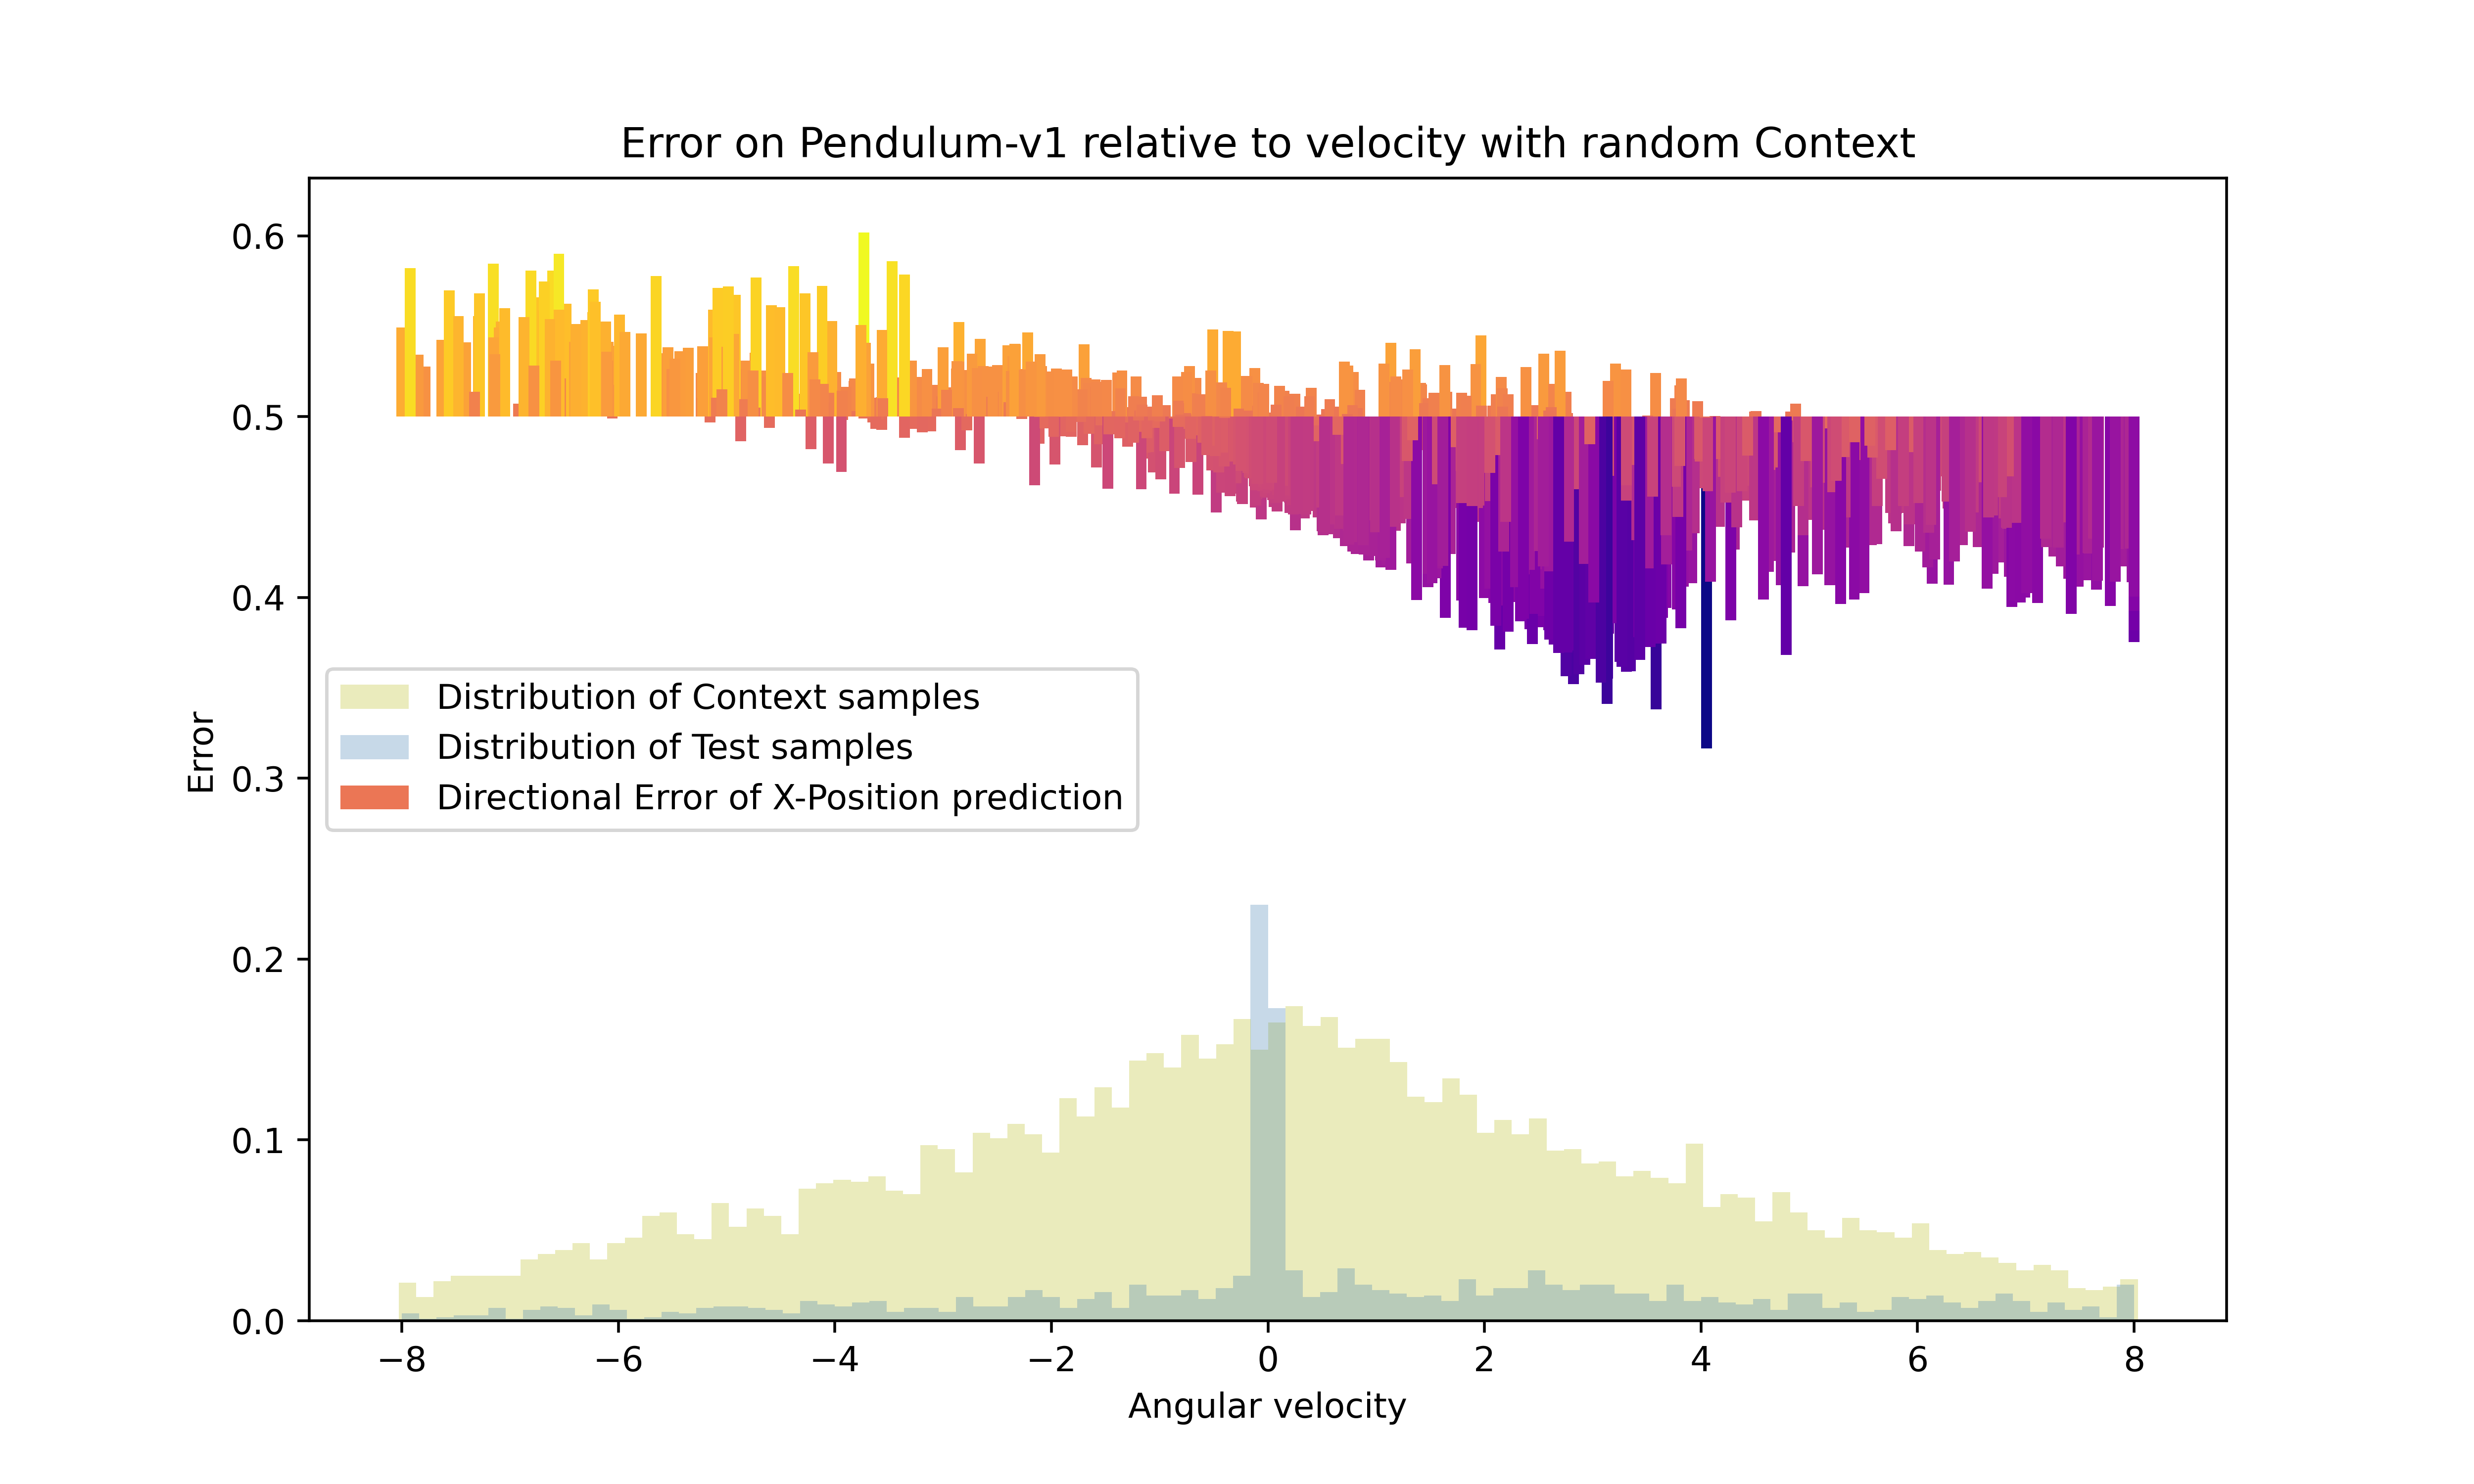 Error on Pendulum-v1 relative to velocity with random Context
0.6
0.5
0.4
0.3
0.2
0.1
0.0
Error
Distribution of Context samples
Distribution of Test samples
Directional Error of X-Position prediction
−8 −6 −4 −2 0 2 4 6 8
Angular velocity